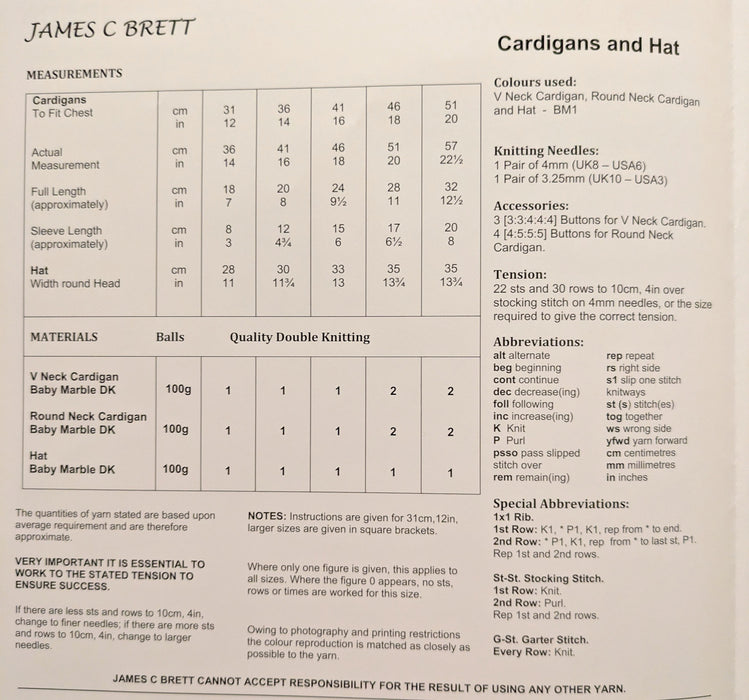 JAMES C BRETT
MEASUREMENTS
Cardigans
To Fit Chest cm 31 36 41 46 51
in 12 14 16 18 20
Actual cm 36 41 46 51 57
Measurement in 14 16 18 20 22½
Full Length cm 18 20 24 28 32
(approximately) in 7 8 9½ 11 12½
Sleeve Length cm 8 12 15 17 20
(approximately) in 3 4¾ 6 6½ 8
Hat cm 28 30 33 35 35
Width round Head in 11 11¾ 13 13¾ 13¾
MATERIALS Balls Quality Double Knitting
V Neck Cardigan
Baby Marble DK 100g 1 1 1 2 2
Round Neck Cardigan
Baby Marble DK 100g 1 1 1 2 2
Hat
Baby Marble DK 100g 1 1 1 1 1
The quantities of yarn stated are based upon
average requirement and are therefore
approximate.
VERY IMPORTANT IT IS ESSENTIAL TO
WORK TO THE STATED TENSION TO
ENSURE SUCCESS.
If there are less sts and rows to 10cm, 4in,
change to finer needles; if there are more sts
and rows to 10cm, 4in, change to larger
needles.
NOTES: Instructions are given for 31cm,12in,
larger sizes are given in square brackets.
Where only one figure is given, this applies to
all sizes. Where the figure 0 appears, no sts,
rows or times are worked for this size.
Owing to photography and printing restrictions
the colour reproduction is matched as closely as
possible to the yarn.
Cardigans and Hat
Colours used:
V Neck Cardigan, Round Neck Cardigan
and Hat - BM1
Knitting Needles:
1 Pair of 4mm (UK8 – USA6)
1 Pair of 3.25mm (UK10 – USA3)
Accessories:
3 [3:3:4:4:4] Buttons for V Neck Cardigan.
4 [4:5:5:5] Buttons for Round Neck
Cardigan.
Tension:
22 sts and 30 rows to 10cm, 4in over
stocking stitch on 4mm needles, or the size
required to give the correct tension.
Abbreviations:
alt alternate
beg beginning
cont continue
dec decrease(ing)
foll following
inc increase(ing)
K Knit
P Purl
psso pass slipped
stitch over
rem remain(ing)
rep repeat
rs right side
s1 slip one stitch
knitways
st (s) stitch(es)
tog together
ws wrong side
yfwd yarn forward
cm centimetres
mm millimetres
in inches
Special Abbreviations:
1x1 Rib.
1st Row: K1, * P1, K1, rep from * to end.
2nd Row: * P1, K1, rep from * to last st, P1.
Rep 1st and 2nd rows.
St-St. Stocking Stitch.
1st Row: Knit.
2nd Row: Purl.
Rep 1st and 2nd rows.
G-St. Garter Stitch.
Every Row: Knit.
JAMES C BRETT CANNOT ACCEPT RESPONSIBILITY FOR THE RESULT OF USING ANY OTHER YARN.